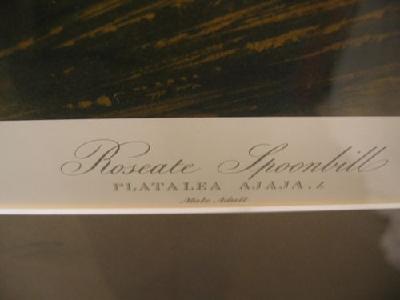 Roseate Spoonbill
PLATALEA AJAJA. L
Male Adult